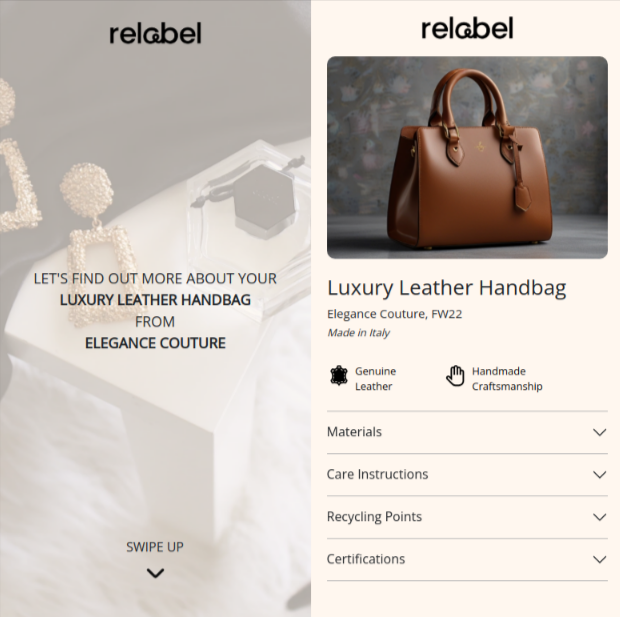 relabel
LET'S FIND OUT MORE ABOUT YOUR
LUXURY LEATHER HANDBAG
FROM
ELEGANCE COUTURE
SWIPE UP
relabel
Luxury Leather Handbag
Elegance Couture, FW22
Made in Italy
Genuine
Leather
Handmade
Craftsmanship
Materials
Care Instructions
Recycling Points
Certifications